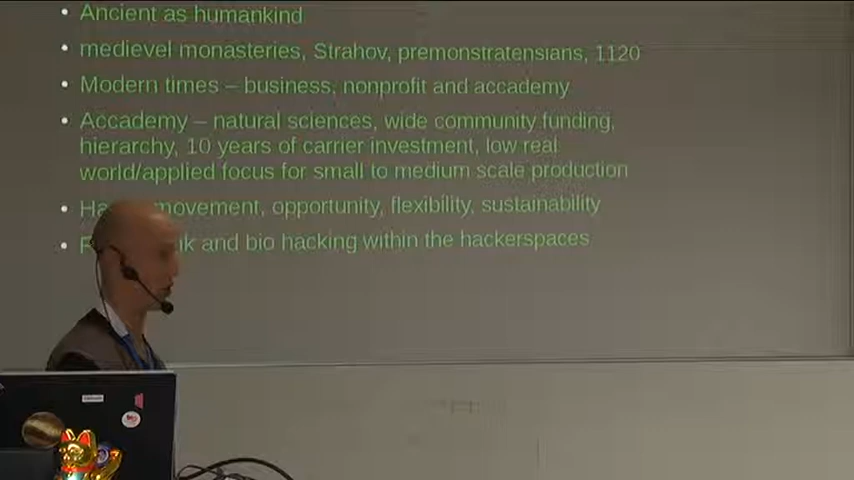 Ancient as humankind
medievel monasteries, Strahov, premonstratensians, 1120
Modern times – business, nonprofit and accademy
Accademy – natural sciences, wide community funding,
hierarchy, 10 years of carrier investment, low real
world/applied focus for small to medium scale production
movement, opportunity, flexibility, sustainability
and bio hacking within the hackerspaces